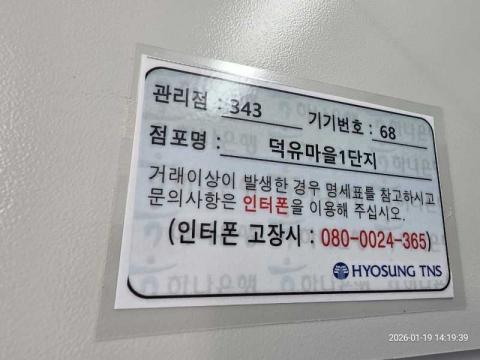 관리점 : 343 기기번호 : 68
점포명 : 덕유마을1단지
거래이상이 발생한 경우 명세표를 참고하시고
문의사항은 인터폰을 이용해 주십시오.
(인터폰 고장시 : 080-0024-365)
HYOSUNG TNS
2026-01-19 14:19:39